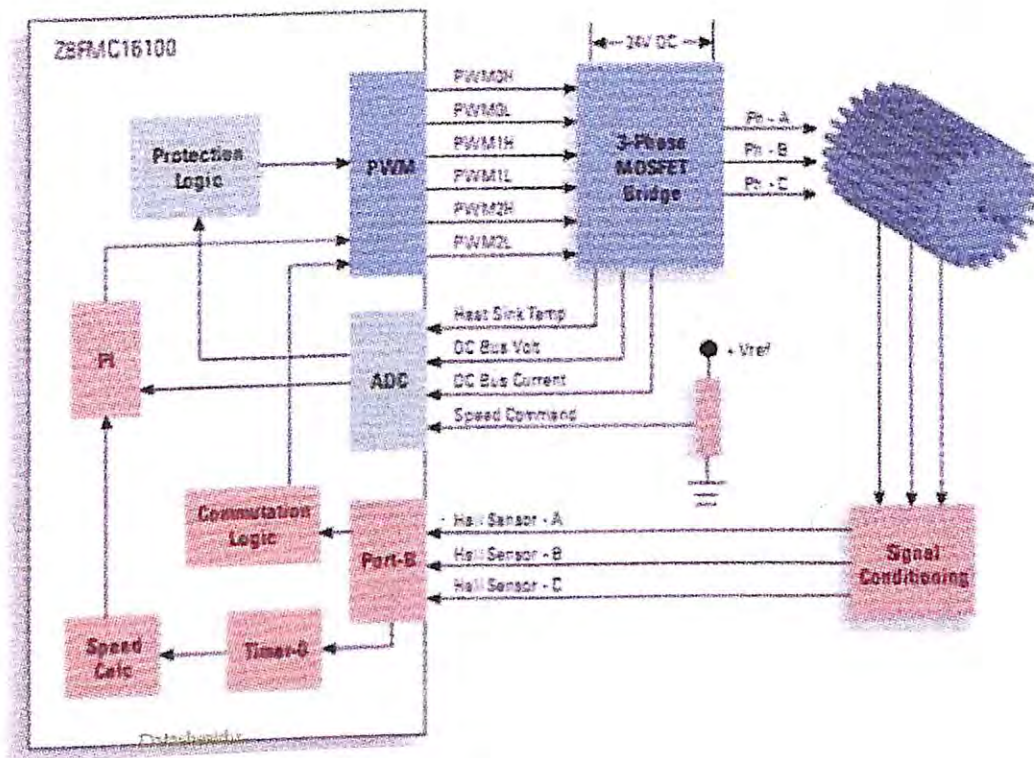 Z8FMC16100
24V DC
PWM0H
PWM0L
PWM1H
PWM1L
PWM2H
PWM2L
Protection
Logic
PWM
3-Phase
MOSFET
Bridge
Ph - A
Ph - B
Ph - C
Heat Sink Temp
DC Bus Volt
DC Bus Current
Speed Command
+ Vref
PI
ADC
Commutation
Logic
Port-B
Hall Sensor - A
Hall Sensor - B
Hall Sensor - C
Signal
Conditioning
Speed
Calc
Timer-0